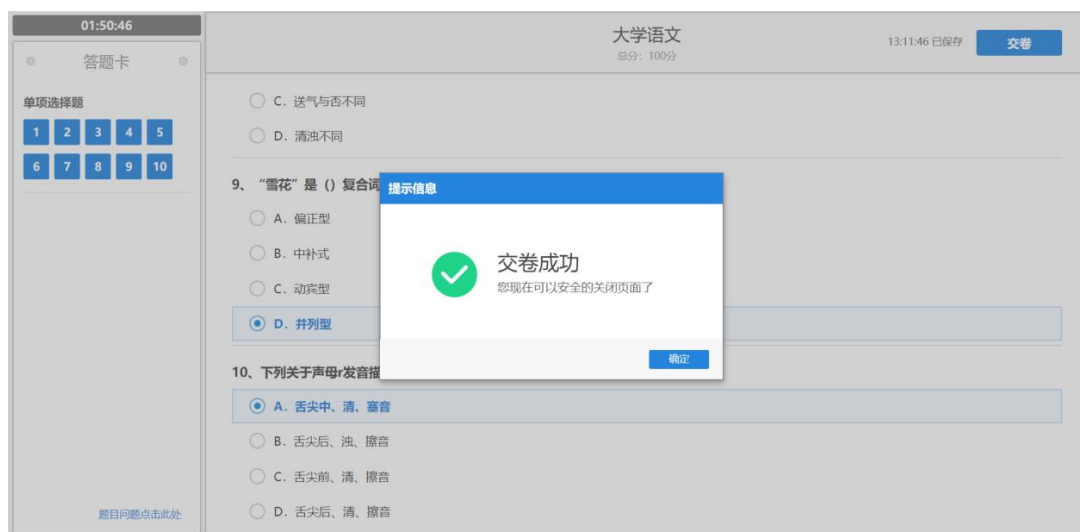 01:50:46
答题卡
单项选择题
1 2 3 4 5
6 7 8 9 10
题目问题点击此处
大学语文
总分：100分
13:11:46 已保存
交卷
C. 送气与否不同
D. 清浊不同
9、“雪花”是（）复合词
A. 偏正型
B. 中补式
C. 动宾型
D. 并列型
10、下列关于声母r发音描
A. 舌尖中、清、塞音
B. 舌尖后、浊、擦音
C. 舌尖前、清、擦音
D. 舌尖后、清、擦音
提示信息
交卷成功
您现在可以安全的关闭页面了
确定